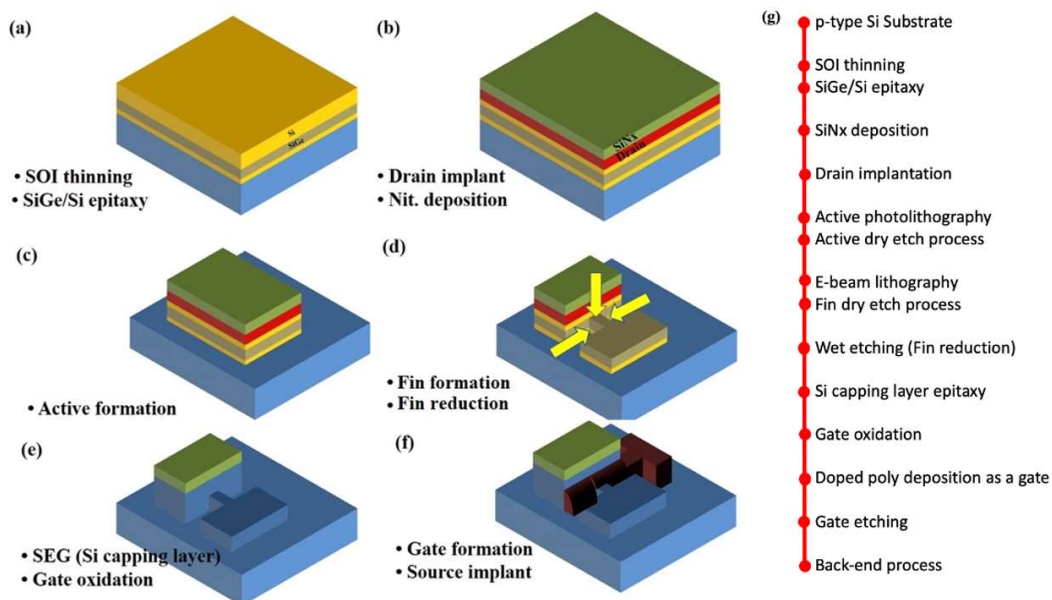 (a)
Si
SiGe
• SOI thinning
• SiGe/Si epitaxy
(b)
SiNx
Drain
• Drain implant
• Nit. deposition
(c)
• Active formation
(d)
• Fin formation
• Fin reduction
(e)
• SEG (Si capping layer)
• Gate oxidation
(f)
• Gate formation
• Source implant
(g)
p-type Si Substrate
SOI thinning
SiGe/Si epitaxy
SiNx deposition
Drain implantation
Active photolithography
Active dry etch process
E-beam lithography
Fin dry etch process
Wet etching (Fin reduction)
Si capping layer epitaxy
Gate oxidation
Doped poly deposition as a gate
Gate etching
Back-end process